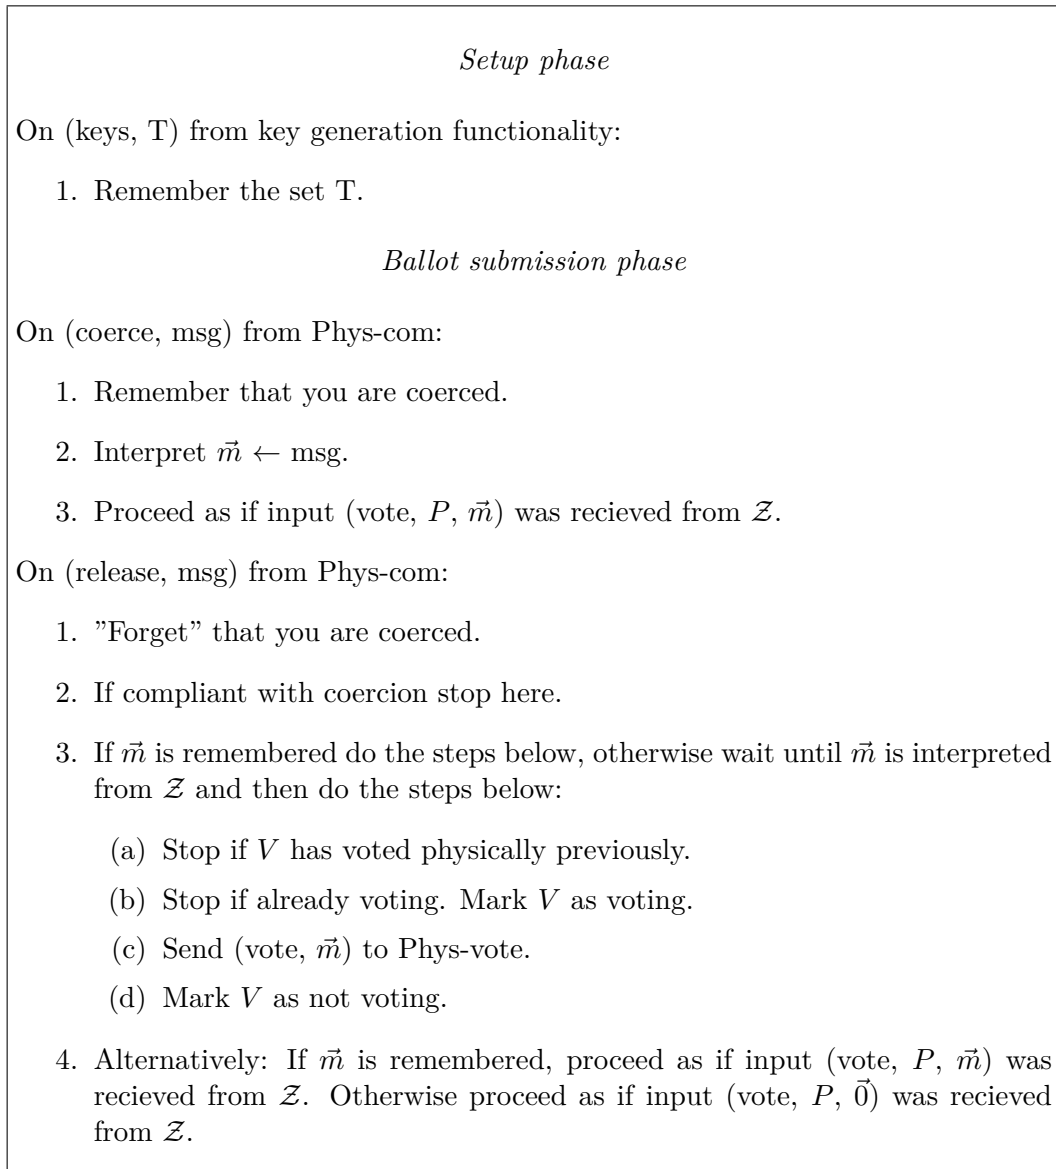 Setup phase
On (keys, T) from key generation functionality:
1. Remember the set T.
Ballot submission phase
On (coerce, msg) from Phys-com:
1. Remember that you are coerced.
2. Interpret m⃗ ← msg.
3. Proceed as if input (vote, P, m⃗) was recieved from 𝒵.
On (release, msg) from Phys-com:
1. ”Forget” that you are coerced.
2. If compliant with coercion stop here.
3. If m⃗ is remembered do the steps below, otherwise wait until m⃗ is interpreted
from 𝒵 and then do the steps below:
(a) Stop if V has voted physically previously.
(b) Stop if already voting. Mark V as voting.
(c) Send (vote, m⃗) to Phys-vote.
(d) Mark V as not voting.
4. Alternatively: If m⃗ is remembered, proceed as if input (vote, P, m⃗) was
recieved from 𝒵. Otherwise proceed as if input (vote, P, 0⃗) was recieved
from 𝒵.